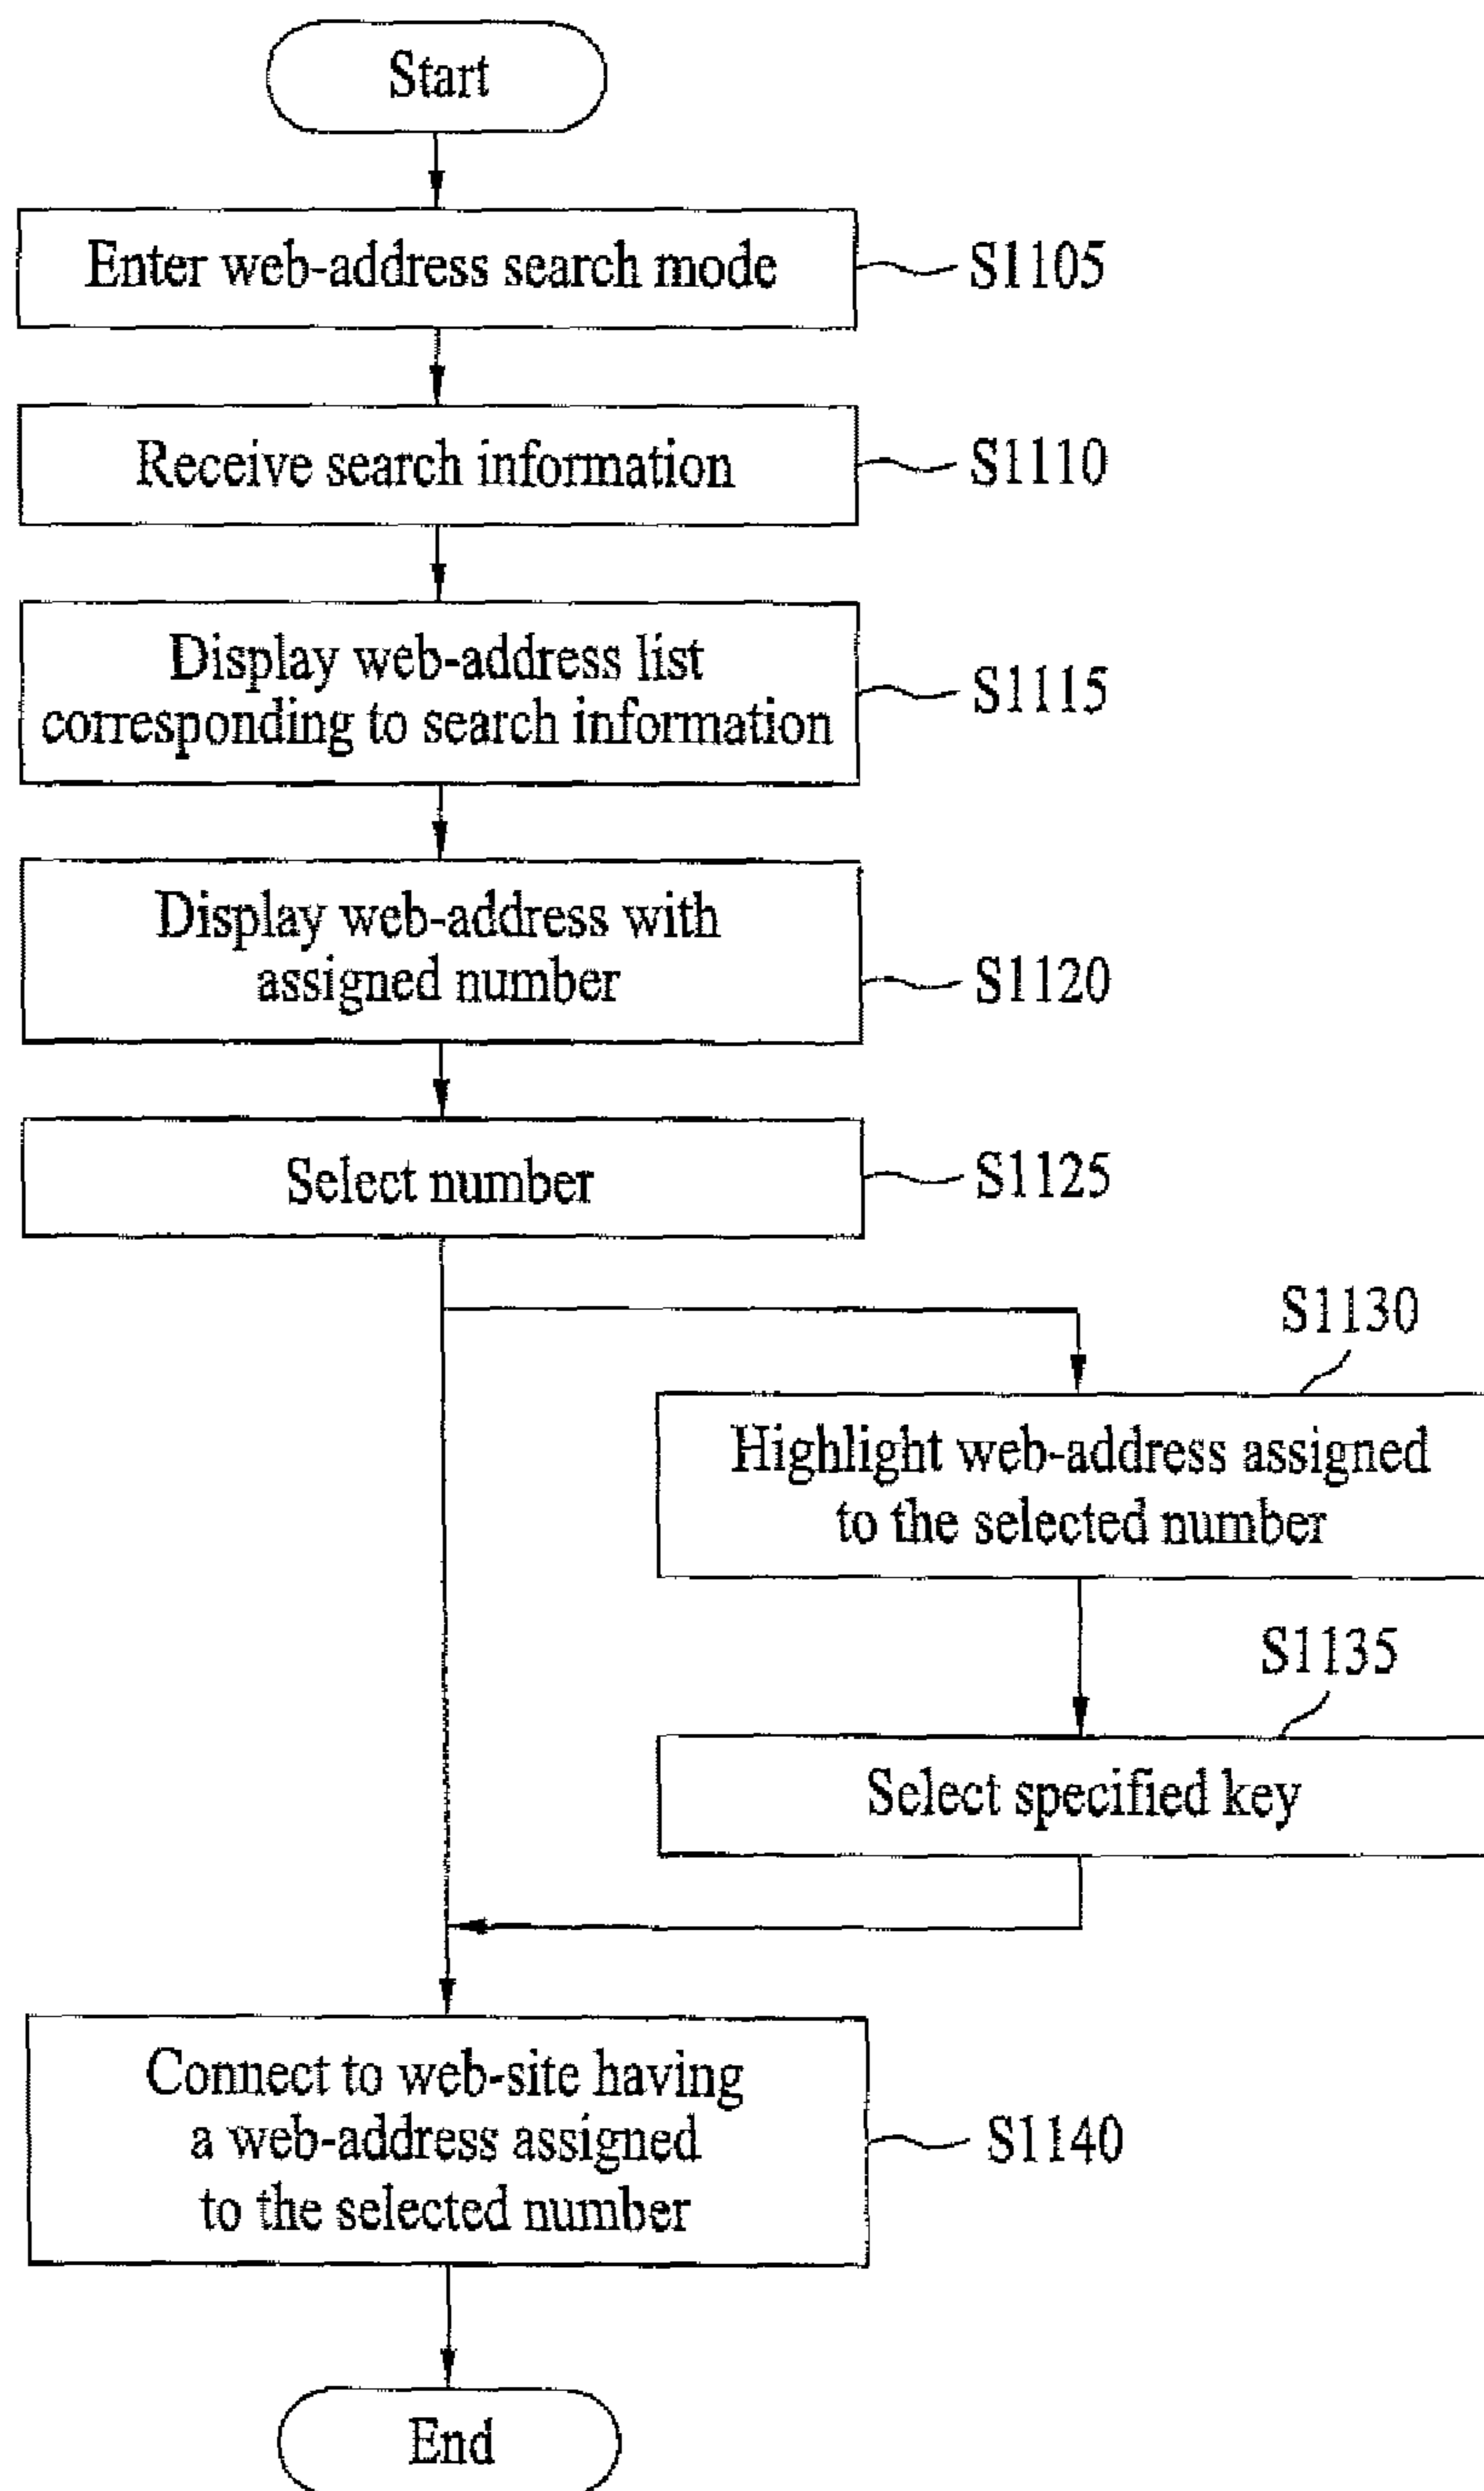 Start
Enter web-address search mode
S1105
Receive search information
S1110
Display web-address list
corresponding to search information
S1115
Display web-address with
assigned number
S1120
Select number
S1125
S1130
Highlight web-address assigned
to the selected number
S1135
Select specified key
Connect to web-site having
a web-address assigned
to the selected number
S1140
End